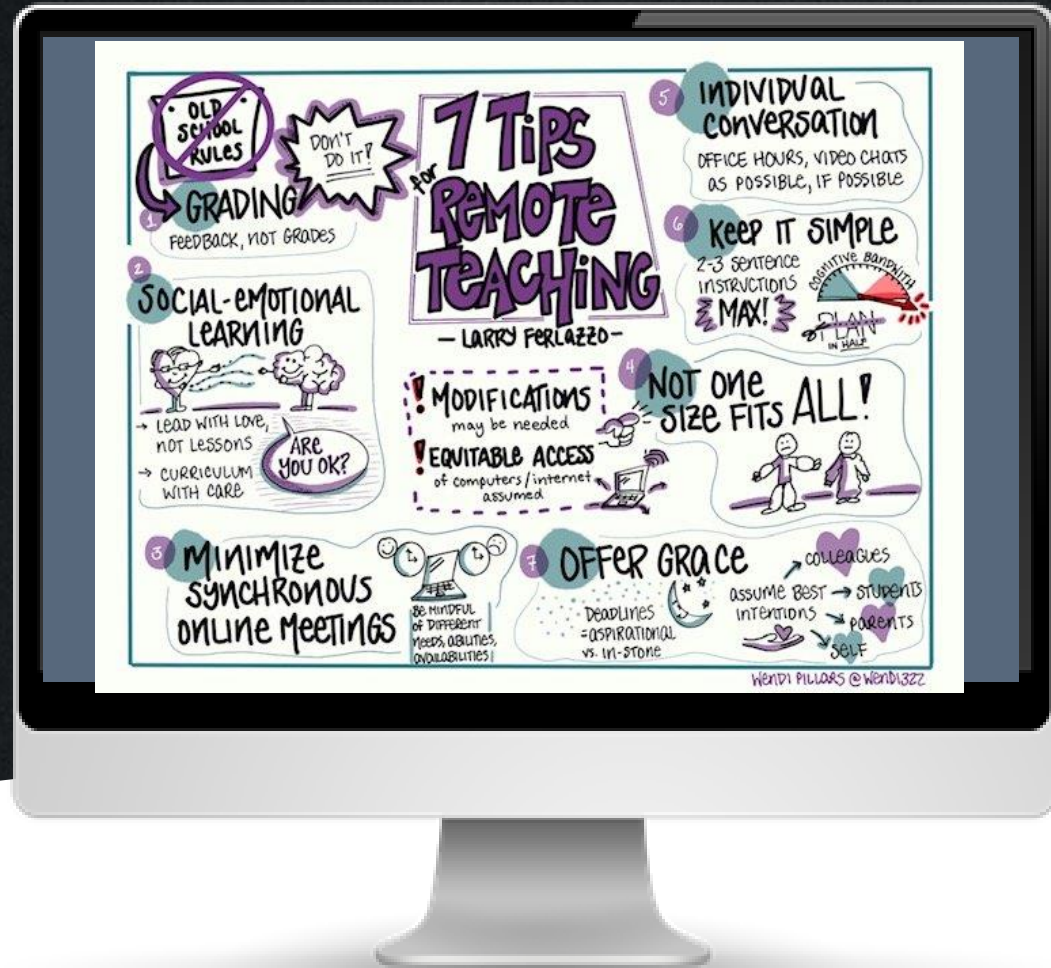 7 TIPS
for
REMOTE
TEACHING
— LARRY FERLAZZO —
OLD
SCHOOL
RULES
DON'T
DO IT!
1
GRADING
FEEDBACK, NOT GRADES
2
SOCIAL-EMOTIONAL
LEARNING
→ LEAD WITH LOVE,
NOT LESSONS
→ CURRICULUM
WITH CARE
ARE
YOU OK?
3
MINIMIZE
SYNCHRONOUS
ONLINE MEETINGS
BE MINDFUL
OF DIFFERENT
NEEDS, ABILITIES,
AVAILABILITIES!
! MODIFICATIONS
may be needed
! EQUITABLE ACCESS
of computers/internet
assumed
4
NOT ONE
SIZE FITS ALL!
5
INDIVIDUAL
CONVERSATION
OFFICE HOURS, VIDEO CHATS
AS POSSIBLE, IF POSSIBLE
6
KEEP IT SIMPLE
2-3 SENTENCE
INSTRUCTIONS
MAX!
COGNITIVE BANDWITH
PLAN
IN HALF
7
OFFER GRACE
DEADLINES
=ASPIRATIONAL
VS. IN-STONE
ASSUME BEST
INTENTIONS
→ COLLEAGUES
→ STUDENTS
→ PARENTS
→ SELF
WENDI PILLARS @WENDI322